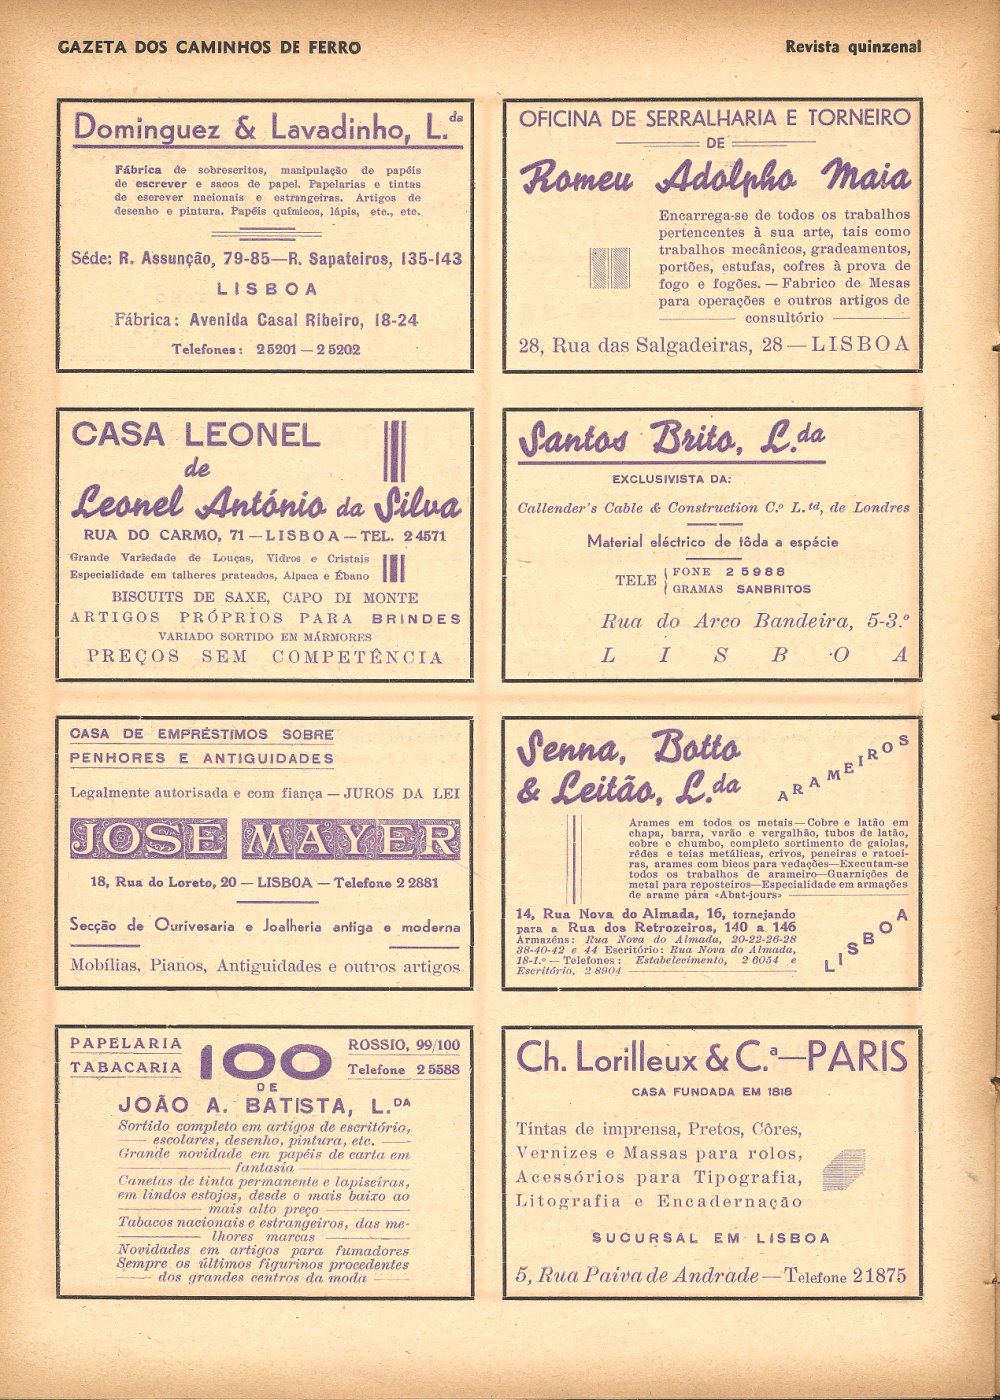 GAZETA DOS CAMINHOS DE FERRO
Revista quinzenal
Dominguez & Lavadinho, L.da
Fábrica de sobrescritos, manipulação de papéis
de escrever e sacos de papel. Papelarias e tintas
de escrever nacionais e estrangeiras. Artigos de
desenho e pintura. Papéis químicos, lápis, etc., etc.
Séde: R. Assunção, 79-85—R. Sapateiros, 135-143
LISBOA
Fábrica: Avenida Casal Ribeiro, 18-24
Telefones: 2 5201 — 2 5202
OFICINA DE SERRALHARIA E TORNEIRO
DE
Romeu Adolpho Maia
Encarrega-se de todos os trabalhos
pertencentes à sua arte, tais como
trabalhos mecânicos, gradeamentos,
portões, estufas, cofres à prova de
fogo e fogões. — Fabrico de Mesas
para operações e outros artigos de
consultório
28, Rua das Salgadeiras, 28 — LISBOA
CASA LEONEL
de
Leonel António da Silva
RUA DO CARMO, 71 — LISBOA — TEL. 2 4571
Grande Variedade de Louças, Vidros e Cristais
Especialidade em talheres prateados, Alpaca e Ébano
BISCUITS DE SAXE, CAPO DI MONTE
ARTIGOS PRÓPRIOS PARA BRINDES
VARIADO SORTIDO EM MÁRMORES
PREÇOS SEM COMPETÊNCIA
Santos Brito, L.da
EXCLUSIVISTA DA:
Callender's Cable & Construction C.º L.td, de Londres
Material eléctrico de tôda a espécie
TELE { FONE 2 5988
GRAMAS SANBRITOS
Rua do Arco Bandeira, 5-3.º
LISBOA
CASA DE EMPRÉSTIMOS SOBRE
PENHORES E ANTIGUIDADES
Legalmente autorisada e com fiança — JUROS DA LEI
JOSÉ MAYER
18, Rua do Loreto, 20 — LISBOA — Telefone 2 2881
Secção de Ourivesaria e Joalheria antiga e moderna
Mobílias, Pianos, Antiguidades e outros artigos
Senna, Botto
& Leitão, L.da
ARAMEIROS
Arames em todos os metais — Cobre e latão em
chapa, barra, varão e vergalhão, tubos de latão,
cobre e chumbo, completo sortimento de gaiolas,
rêdes e teias metálicas, crivos, peneiras e ratoei-
ras, arames com bicos para vedações—Executam-se
todos os trabalhos de arameiro—Guarnições de
metal para reposteiros—Especialidade em armações
de arame pára «Abat-jours»
14, Rua Nova do Almada, 16, tornejando
para a Rua dos Retrozeiros, 140 a 146
Armazéns: Rua Nova do Almada, 20-22-26-28
38-40-42 e 44 Escritório: Rua Nova do Almada,
18-1.º — Telefones: Estabelecimento, 2 6054 e
Escritório, 2 8904
LISBOA
PAPELARIA
TABACARIA
100
ROSSIO, 99/100
Telefone 2 5588
DE
JOÃO A. BATISTA, L.DA
Sortido completo em artigos de escritório,
escolares, desenho, pintura, etc.
Grande novidade em papéis de carta em
fantasia
Canetas de tinta permanente e lapiseiras,
em lindos estojos, desde o mais baixo ao
mais alto preço
Tabacos nacionais e estrangeiros, das me-
lhores marcas
Novidades em artigos para fumadores
Sempre os últimos figurinos procedentes
dos grandes centros da moda
Ch. Lorilleux & C.ª—PARIS
CASA FUNDADA EM 1818
Tintas de imprensa, Pretos, Côres,
Vernizes e Massas para rolos,
Acessórios para Tipografia,
Litografia e Encadernação
SUCURSAL EM LISBOA
5, Rua Paiva de Andrade — Telefone 21875